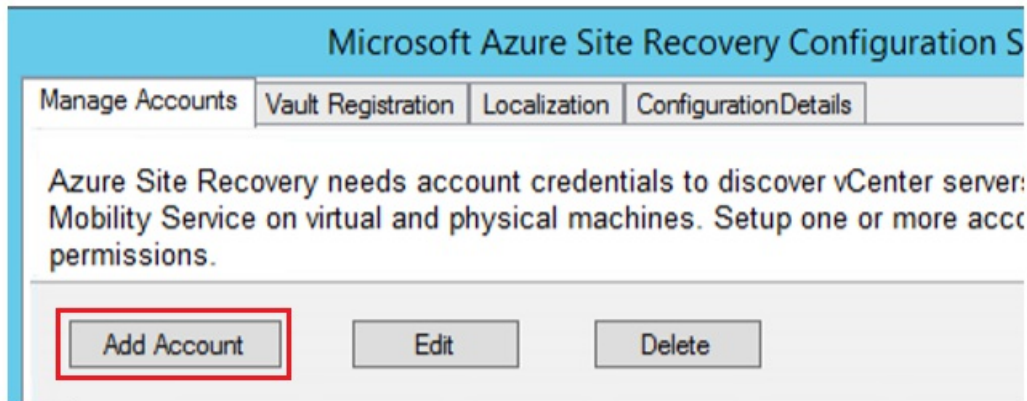 Microsoft Azure Site Recovery Configuration S
Manage Accounts Vault Registration Localization ConfigurationDetails
Azure Site Recovery needs account credentials to discover vCenter servers
Mobility Service on virtual and physical machines. Setup one or more acco
permissions.
Add Account Edit Delete